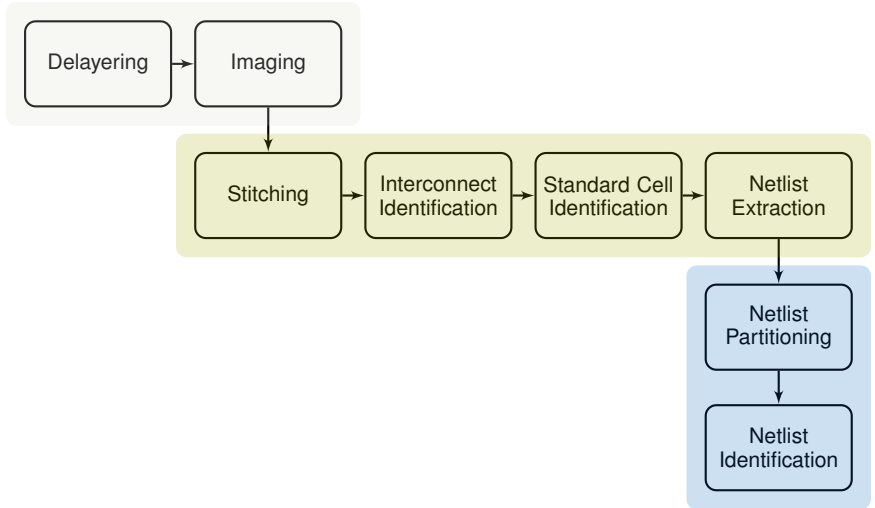 Delayering
Imaging
Stitching
Interconnect
Identification
Standard Cell
Identification
Netlist
Extraction
Netlist
Partitioning
Netlist
Identification